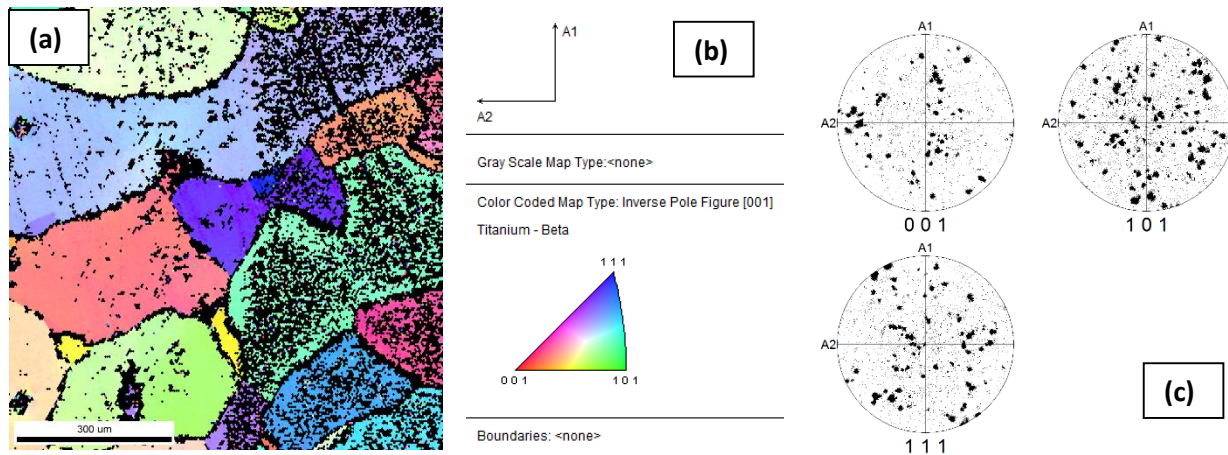 (a)
300 um
(b)
A1
A2
Gray Scale Map Type:<none>
Color Coded Map Type: Inverse Pole Figure [001]
Titanium - Beta
1 1 1
0 0 1
1 0 1
Boundaries: <none>
A1
A2
0 0 1
A1
A2
1 0 1
A1
A2
1 1 1
(c)